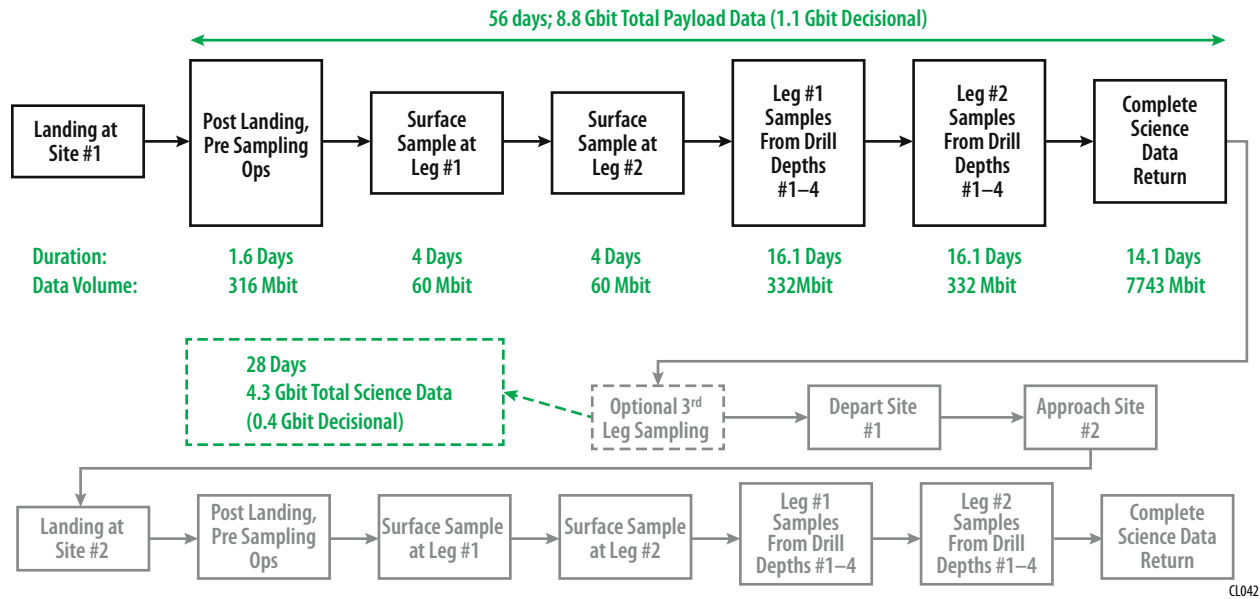 56 days; 8.8 Gbit Total Payload Data (1.1 Gbit Decisional)
Landing at
Site #1
Post Landing,
Pre Sampling
Ops
Surface
Sample at
Leg #1
Surface
Sample at
Leg #2
Leg #1
Samples
From Drill
Depths
#1–4
Leg #2
Samples
From Drill
Depths
#1–4
Complete
Science
Data
Return
Duration: 1.6 Days 4 Days 4 Days 16.1 Days 16.1 Days 14.1 Days
Data Volume: 316 Mbit 60 Mbit 60 Mbit 332Mbit 332 Mbit 7743 Mbit
28 Days
4.3 Gbit Total Science Data
(0.4 Gbit Decisional)
Optional 3rd
Leg Sampling
Depart Site
#1
Approach Site
#2
Landing at
Site #2
Post Landing,
Pre Sampling
Ops
Surface Sample
at Leg #1
Surface Sample
at Leg #2
Leg #1
Samples
From Drill
Depths #1–4
Leg #2
Samples
From Drill
Depths #1–4
Complete
Science Data
Return
CL042